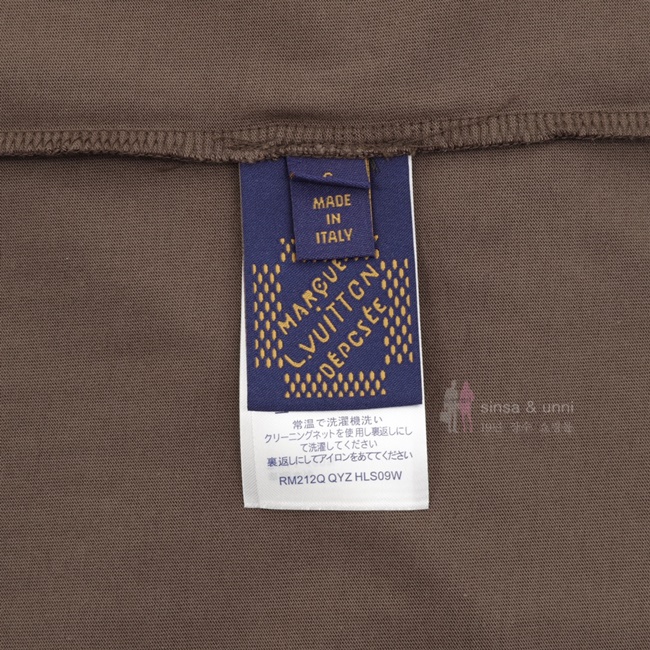 MADE
IN
ITALY
MARQUE
L.VUITTON
DÉPOSÉE
常温で洗濯機洗い
クリーニングネットを使用し裏返しにし
て洗濯してください
裏返しにしてアイロンをあててください
RM212Q QYZ HLS09W
sinsa & unni